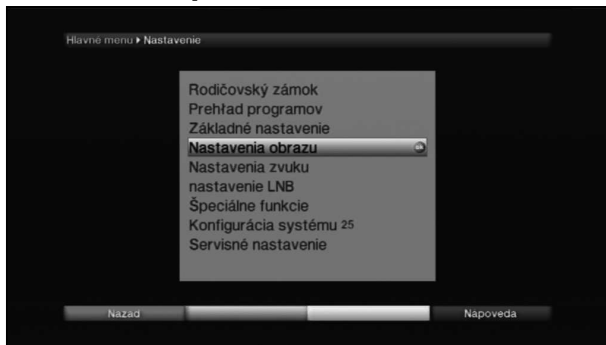 Hlavné menu ▸ Nastavenie
Rodičovský zámok
Prehľad programov
Základné nastavenie
Nastavenia obrazu
Nastavenia zvuku
nastavenie LNB
Špeciálne funkcie
Konfigurácia systému 25
Servisné nastavenie
Nazad Napoveda